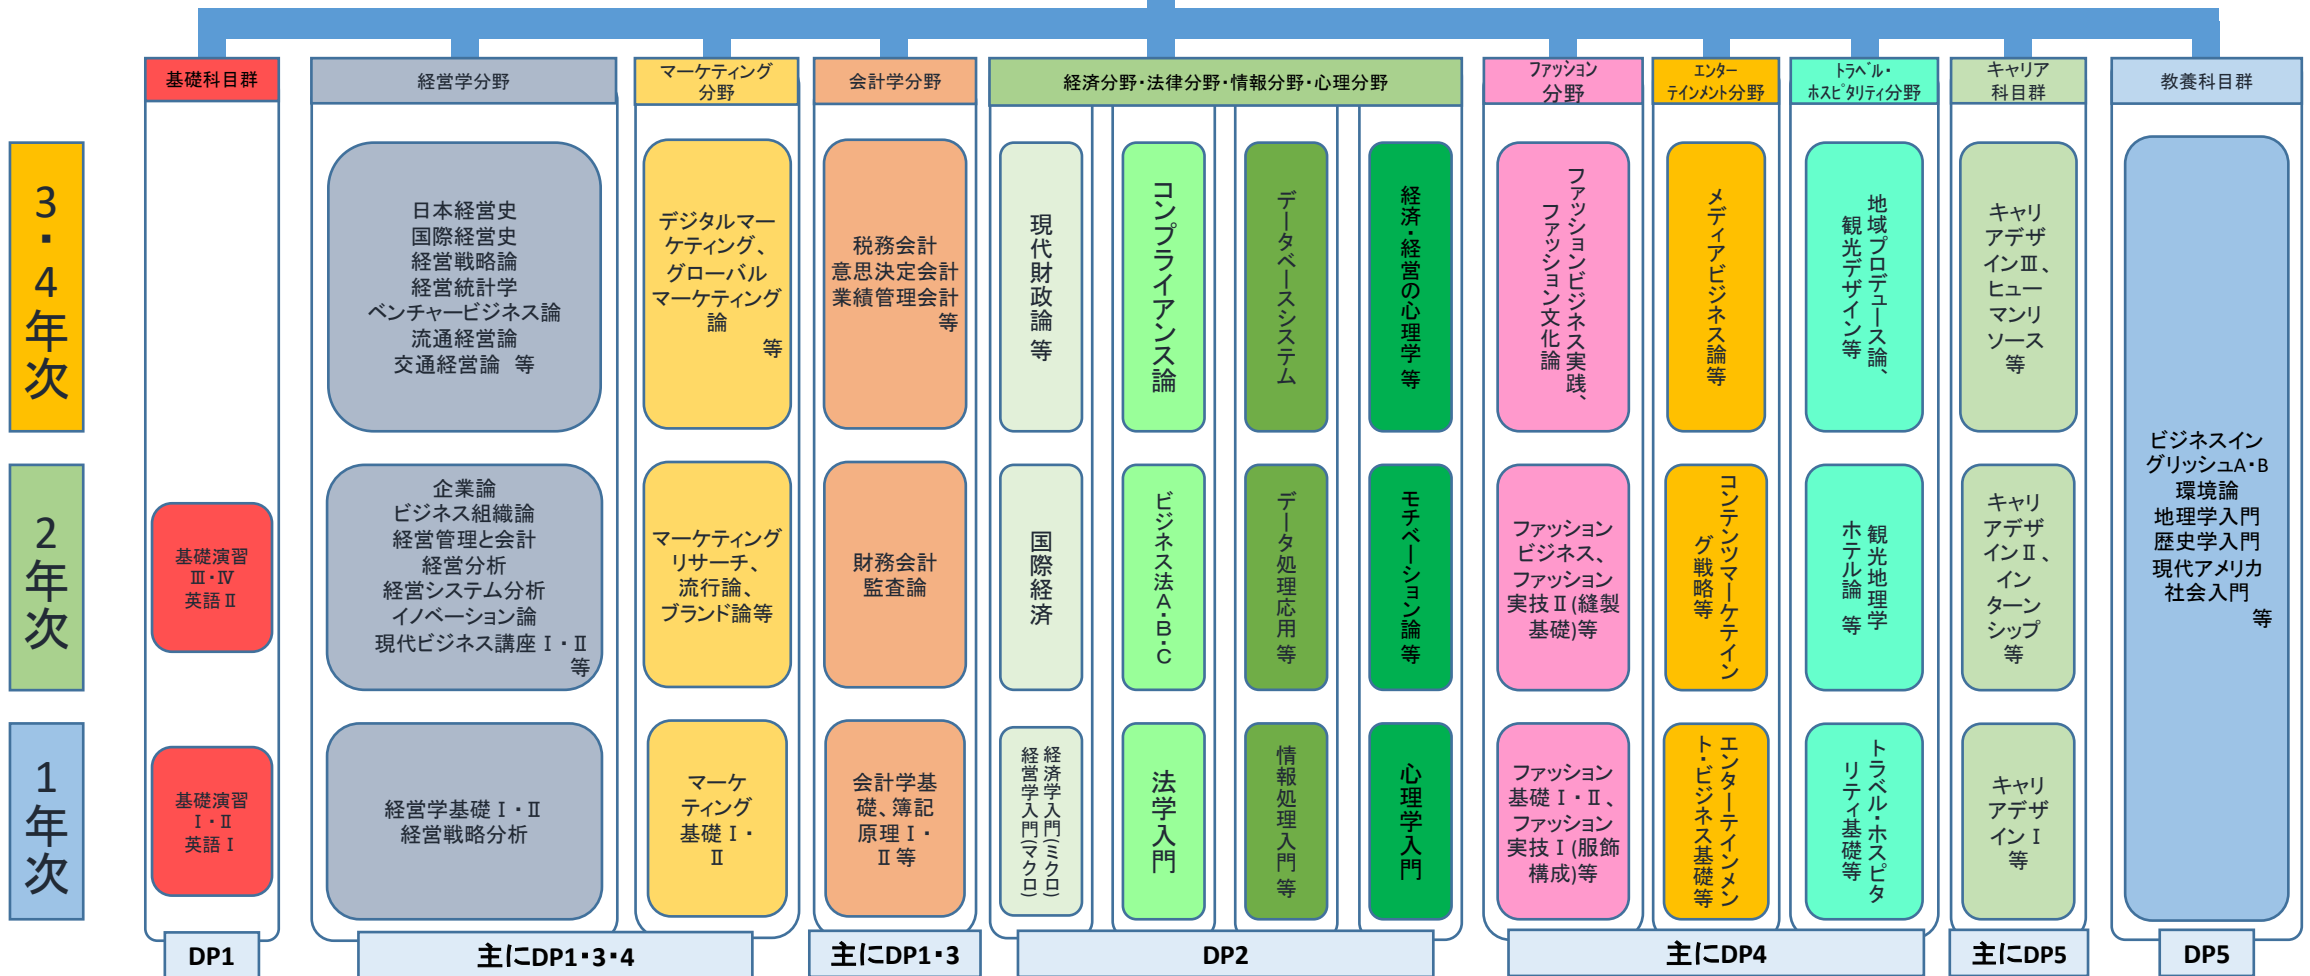 基礎科目群
経営学分野
マーケティング
分野
会計学分野
経済分野・法律分野・情報分野・心理分野
ファッション
分野
エンター
テインメント分野
トラベル・
ホスピタリティ分野
キャリア
科目群
教養科目群
3・4年次
日本経営史
国際経営史
経営戦略論
経営統計学
ベンチャービジネス論
流通経営論
交通経営論 等
デジタルマー
ケティング、
グローバル
マーケティング
論
等
税務会計
意思決定会計
業績管理会計
等
現代財政論 等
コンプライアンス論
データベースシステム
経済・経営の心理学 等
ファッションビジネス実践、
ファッション文化論
メディアビジネス論等
地域プロデュース論、
観光デザイン等
キャリ
アデザ
インⅢ、
ヒュー
マンリ
ソース
等
ビジネスイン
グリッシュA・B
環境論
地理学入門
歴史学入門
現代アメリカ
社会入門
等
2年次
基礎演習
Ⅲ・Ⅳ
英語Ⅱ
企業論
ビジネス組織論
経営管理と会計
経営分析
経営システム分析
イノベーション論
現代ビジネス講座Ⅰ・Ⅱ
等
マーケティング
リサーチ、
流行論、
ブランド論等
財務会計
監査論
国際経済
ビジネス法A・B・C
データ処理応用 等
モチベーション論等
ファッション
ビジネス、
ファッション
実技Ⅱ(縫製
基礎)等
コンテンツマーケティン
グ戦略等
観光地理学
ホテル論 等
キャリ
アデザ
インⅡ、
イン
ターン
シップ
等
1年次
基礎演習
Ⅰ・Ⅱ
英語Ⅰ
経営学基礎Ⅰ・Ⅱ
経営戦略分析
マーケ
ティング
基礎Ⅰ・
Ⅱ
会計学基
礎、簿記
原理Ⅰ・
Ⅱ等
経済学入門(ミクロ)
経営学入門(マクロ)
法学入門
情報処理入門 等
心理学入門
ファッション
基礎Ⅰ・Ⅱ、
ファッション
実技Ⅰ(服飾
構成)等
エンターテインメン
ト・ビジネス基礎等
トラベル・ホスピタ
リティ基礎等
キャリ
アデザ
インⅠ
等
DP1
主にDP1・3・4
主にDP1・3
DP2
主にDP4
主にDP5
DP5